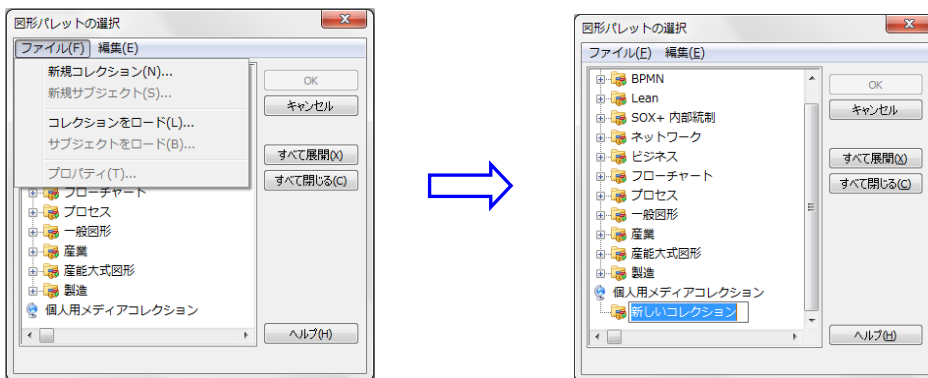 図形パレットの選択
ファイル(F) 編集(E)
新規コレクション(N)...
新規サブジェクト(S)...
コレクションをロード(L)...
サブジェクトをロード(B)...
プロパティ(T)...
フローチャート
プロセス
一般図形
産業
産能大式図形
製造
個人用メディアコレクション
OK
キャンセル
すべて展開(X)
すべて閉じる(C)
ヘルプ(H)
図形パレットの選択
ファイル(F) 編集(E)
BPMN
Lean
SOX+ 内部統制
ネットワーク
ビジネス
フローチャート
プロセス
一般図形
産業
産能大式図形
製造
個人用メディアコレクション
新しいコレクション
OK
キャンセル
すべて展開(X)
すべて閉じる(C)
ヘルプ(H)